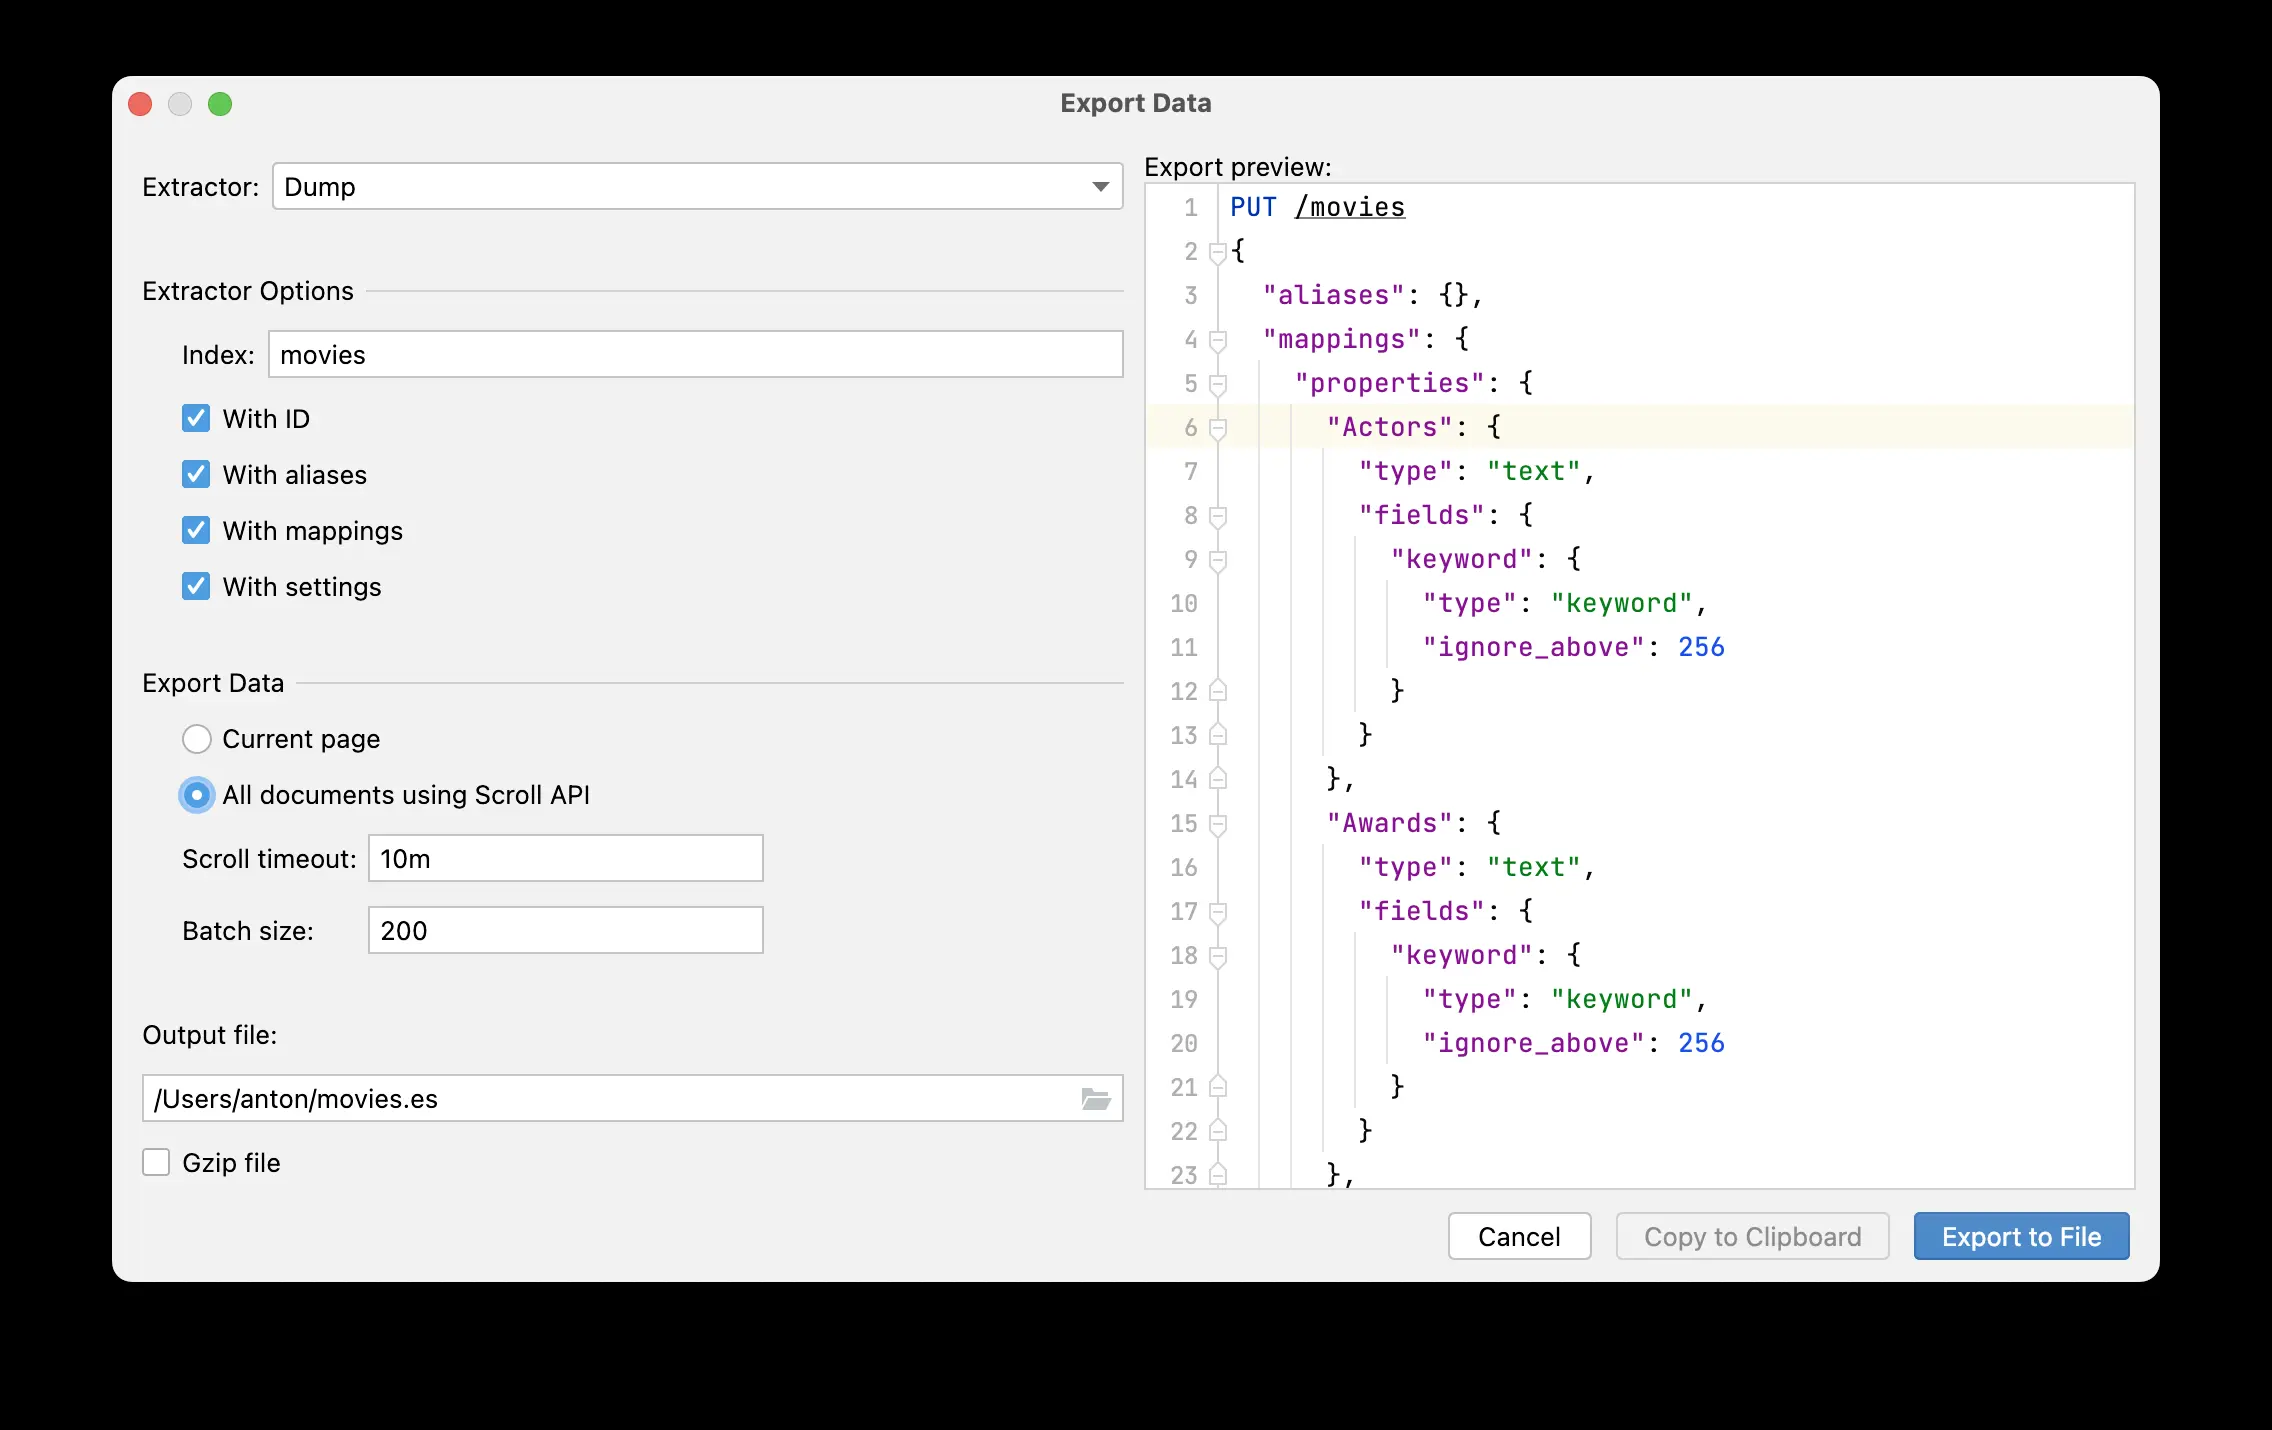 Export Data
Extractor: Dump
Extractor Options
Index: movies
With ID
With aliases
With mappings
With settings
Export Data
Current page
All documents using Scroll API
Scroll timeout: 10m
Batch size: 200
Output file:
/Users/anton/movies.es
Gzip file
Export preview:
1 PUT /movies
2 {
3 "aliases": {},
4 "mappings": {
5 "properties": {
6 "Actors": {
7 "type": "text",
8 "fields": {
9 "keyword": {
10 "type": "keyword",
11 "ignore_above": 256
12 }
13 }
14 },
15 "Awards": {
16 "type": "text",
17 "fields": {
18 "keyword": {
19 "type": "keyword",
20 "ignore_above": 256
21 }
22 }
23 },
Cancel Copy to Clipboard Export to File